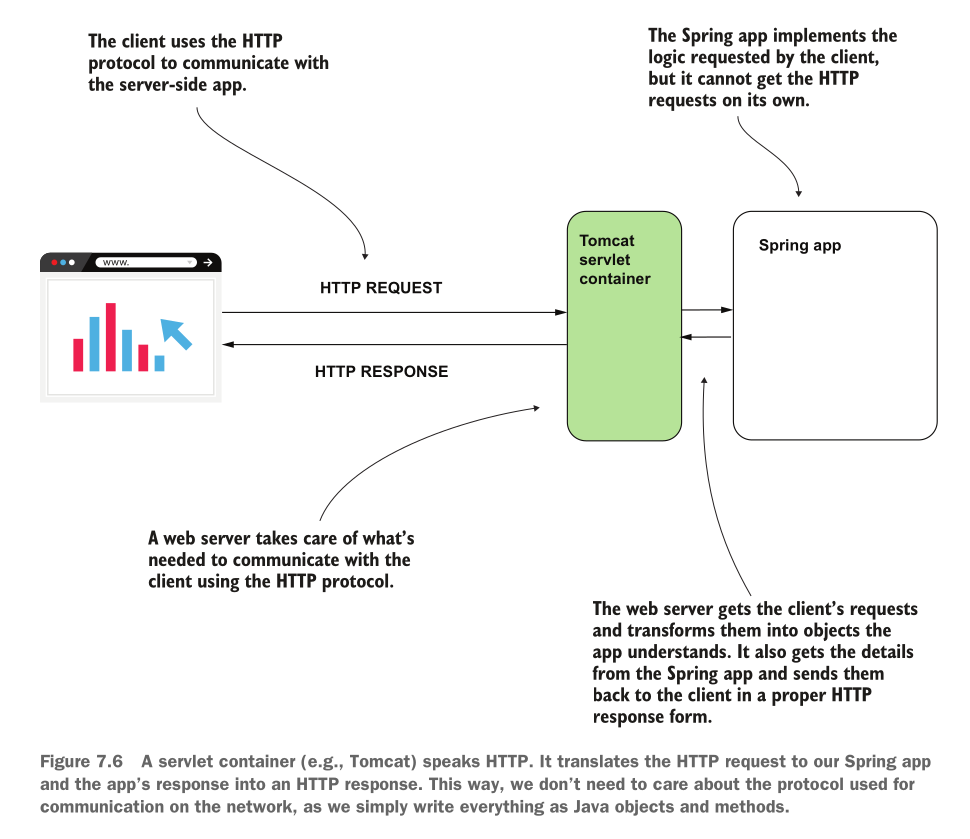 The client uses the HTTP
protocol to communicate with
the server-side app.
The Spring app implements the
logic requested by the client,
but it cannot get the HTTP
requests on its own.
www.
HTTP REQUEST
HTTP RESPONSE
Tomcat
servlet
container
Spring app
A web server takes care of what's
needed to communicate with the
client using the HTTP protocol.
The web server gets the client's requests
and transforms them into objects the
app understands. It also gets the details
from the Spring app and sends them
back to the client in a proper HTTP
response form.
Figure 7.6 A servlet container (e.g., Tomcat) speaks HTTP. It translates the HTTP request to our Spring app
and the app's response into an HTTP response. This way, we don't need to care about the protocol used for
communication on the network, as we simply write everything as Java objects and methods.